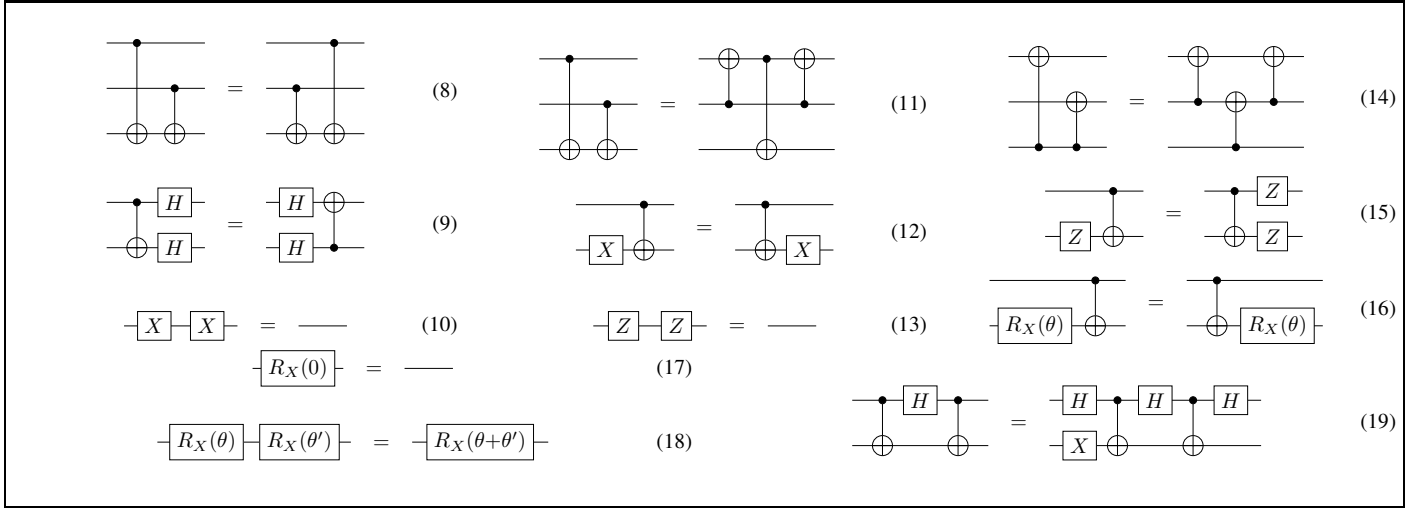 = (8)
= (11)
= (14)
H H = H H (9)
X = X (12)
Z = Z Z (15)
X X = (10)
Z Z = (13)
R_X(θ) = R_X(θ) (16)
R_X(0) = (17)
R_X(θ) R_X(θ′) = R_X(θ+θ′) (18)
H = H H H X (19)